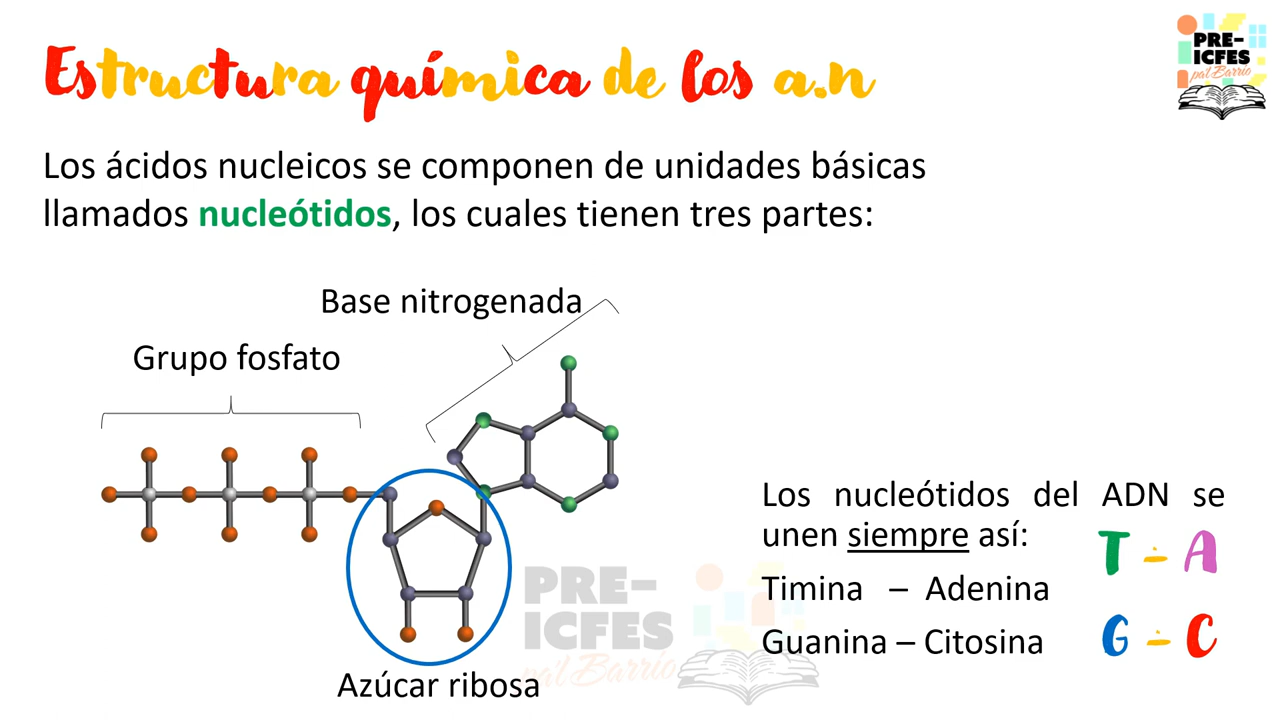 Estructura química de los a.n
PRE-
ICFES
pa'l Barrio
Los ácidos nucleicos se componen de unidades básicas
llamados nucleótidos, los cuales tienen tres partes:
Base nitrogenada
Grupo fosfato
Azúcar ribosa
Los nucleótidos del ADN se
unen siempre así:
Timina – Adenina
Guanina – Citosina
T - A
G - C
PRE-
ICFES
pa'l Barrio